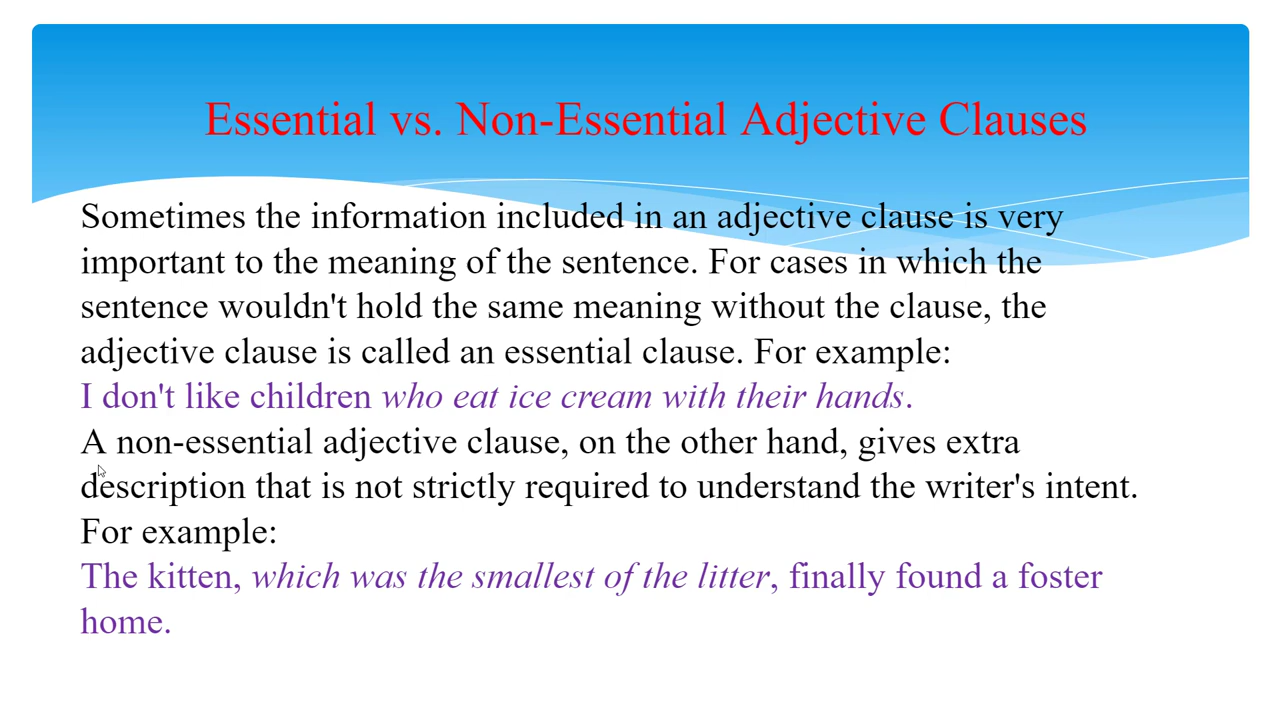 Essential vs. Non-Essential Adjective Clauses
Sometimes the information included in an adjective clause is very
important to the meaning of the sentence. For cases in which the
sentence wouldn't hold the same meaning without the clause, the
adjective clause is called an essential clause. For example:
I don't like children who eat ice cream with their hands.
A non-essential adjective clause, on the other hand, gives extra
description that is not strictly required to understand the writer's intent.
For example:
The kitten, which was the smallest of the litter, finally found a foster
home.